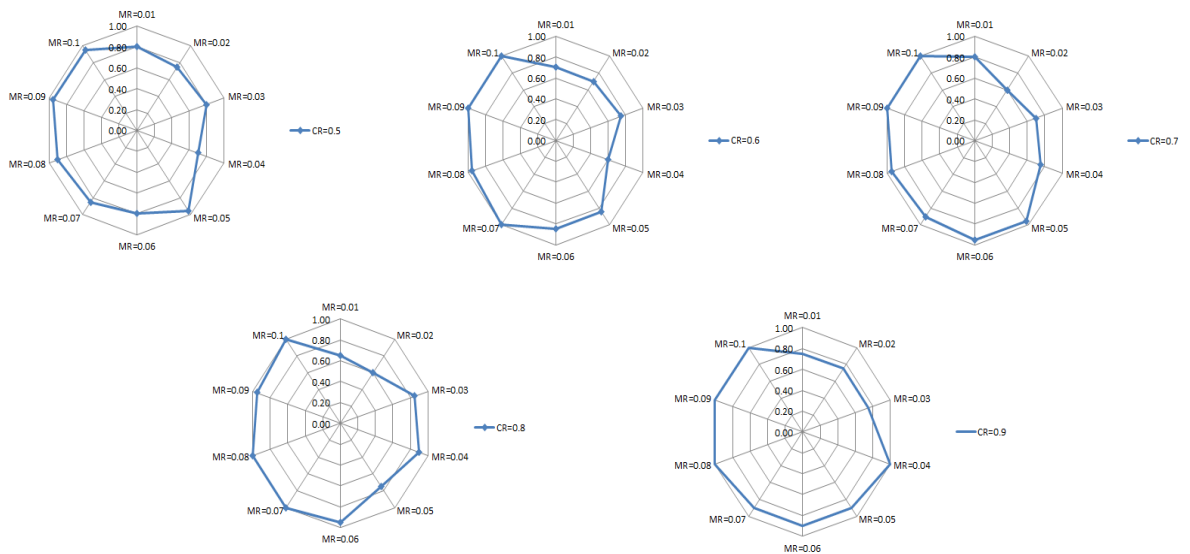 MR=0.01
MR=0.02
MR=0.03
MR=0.04
MR=0.05
MR=0.06
MR=0.07
MR=0.08
MR=0.09
MR=0.1
1.00
0.80
0.60
0.40
0.20
0.00
CR=0.5
MR=0.01
MR=0.02
MR=0.03
MR=0.04
MR=0.05
MR=0.06
MR=0.07
MR=0.08
MR=0.09
MR=0.1
1.00
0.80
0.60
0.40
0.20
0.00
CR=0.6
MR=0.01
MR=0.02
MR=0.03
MR=0.04
MR=0.05
MR=0.06
MR=0.07
MR=0.08
MR=0.09
MR=0.1
1.00
0.80
0.60
0.40
0.20
0.00
CR=0.7
MR=0.01
MR=0.02
MR=0.03
MR=0.04
MR=0.05
MR=0.06
MR=0.07
MR=0.08
MR=0.09
MR=0.1
1.00
0.80
0.60
0.40
0.20
0.00
CR=0.8
MR=0.01
MR=0.02
MR=0.03
MR=0.04
MR=0.05
MR=0.06
MR=0.07
MR=0.08
MR=0.09
MR=0.1
1.00
0.80
0.60
0.40
0.20
0.00
CR=0.9